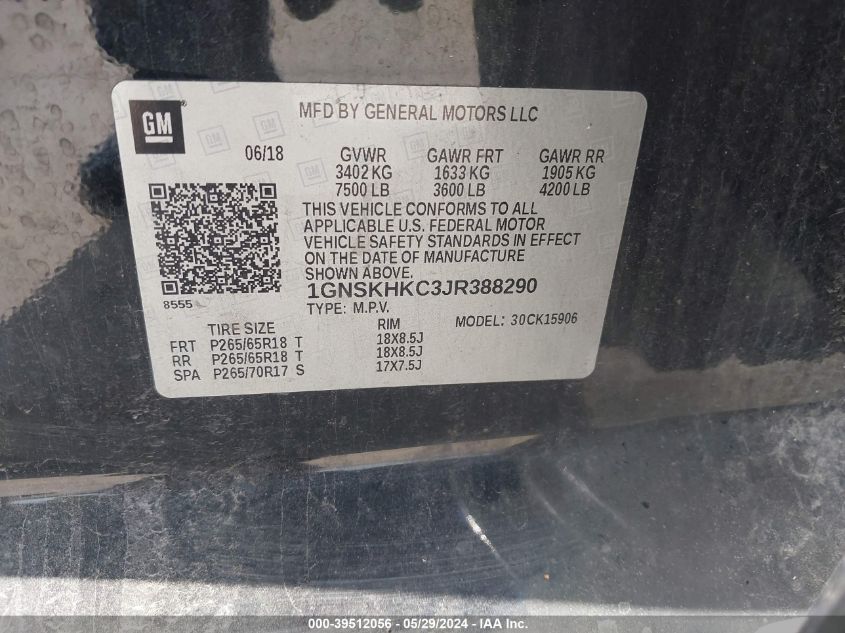 GM
MFD BY GENERAL MOTORS LLC
06/18 GVWR GAWR FRT GAWR RR
3402 KG 1633 KG 1905 KG
7500 LB 3600 LB 4200 LB
THIS VEHICLE CONFORMS TO ALL
APPLICABLE U.S. FEDERAL MOTOR
VEHICLE SAFETY STANDARDS IN EFFECT
ON THE DATE OF MANUFACTURE
SHOWN ABOVE.
8555
1GNSKHKC3JR388290
TYPE: M.P.V. MODEL: 30CK15906
TIRE SIZE RIM
FRT P265/65R18 T 18X8.5J
RR P265/65R18 T 18X8.5J
SPA P265/70R17 S 17X7.5J
000-39512056 - 05/29/2024 - IAA Inc.